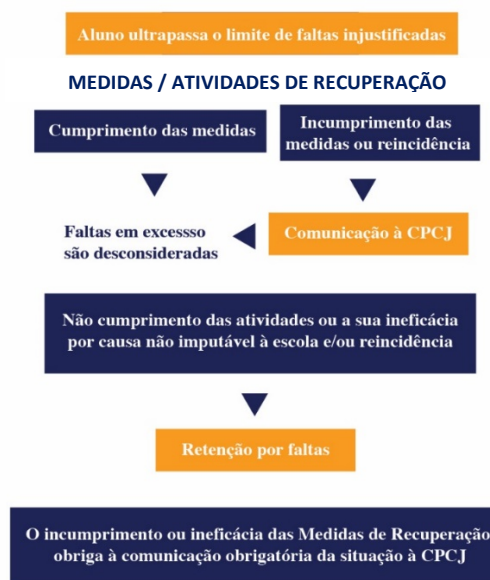 Aluno ultrapassa o limite de faltas injustificadas
MEDIDAS / ATIVIDADES DE RECUPERAÇÃO
Cumprimento das medidas
Incumprimento das
medidas ou reincidência
Faltas em excessso
são desconsideradas
Comunicação à CPCJ
Não cumprimento das atividades ou a sua ineficácia
por causa não imputável à escola e/ou reincidência
Retenção por faltas
O incumprimento ou ineficácia das Medidas de Recuperação
obriga à comunicação obrigatória da situação à CPCJ